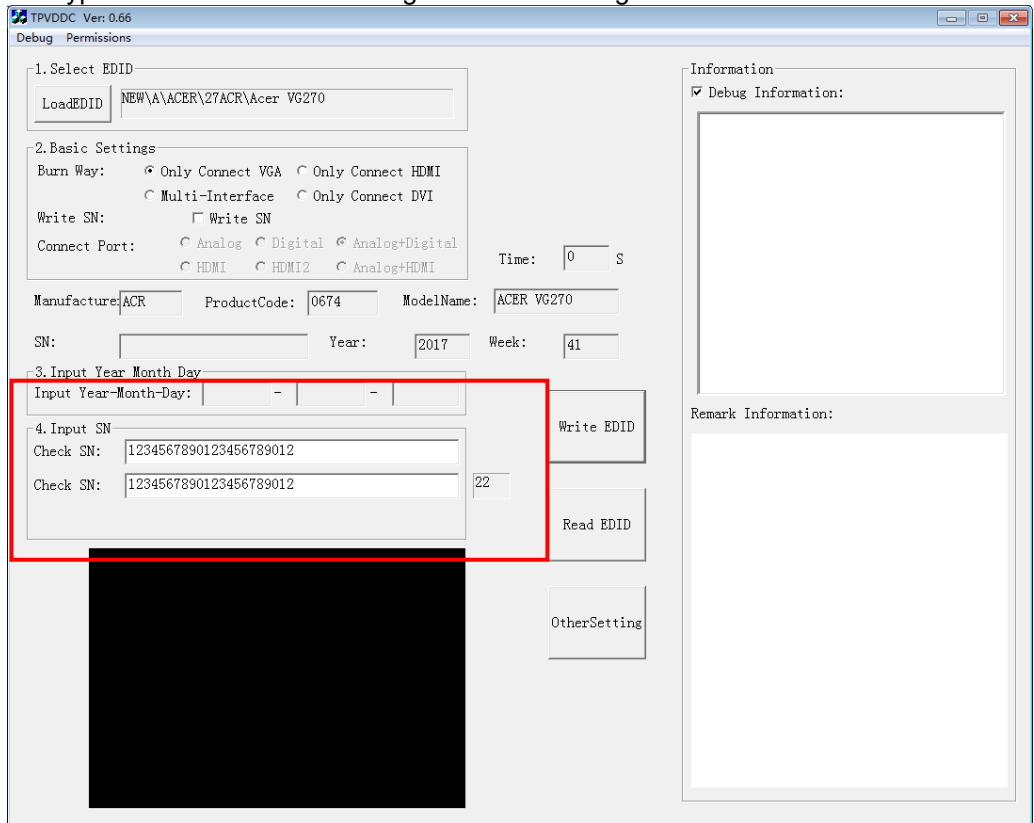 TPVDDC Ver: 0.66
Debug Permissions
1. Select EDID
LoadEDID NEW\A\ACER\27ACR\Acer VG270
2. Basic Settings
Burn Way: Only Connect VGA Only Connect HDMI
Multi-Interface Only Connect DVI
Write SN: Write SN
Connect Port: Analog Digital Analog+Digital
HDMI HDMI2 Analog+HDMI
Time: 0 S
Manufacture: ACR ProductCode: 0674 ModelName: ACER VG270
SN: Year: 2017 Week: 41
3. Input Year Month Day
Input Year-Month-Day: - -
4. Input SN
Check SN: 1234567890123456789012
Check SN: 1234567890123456789012 22
Write EDID
Read EDID
OtherSetting
Information
Debug Information:
Remark Information: